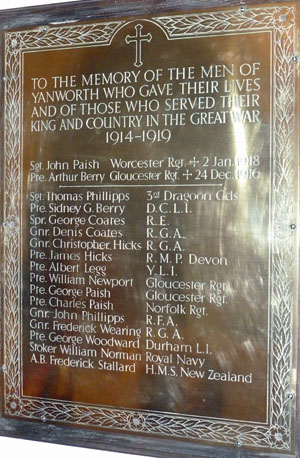 TO THE MEMORY OF THE MEN OF
YANWORTH WHO GAVE THEIR LIVES
AND OF THOSE WHO SERVED THEIR
KING AND COUNTRY IN THE GREAT WAR
1914-1919
Sgt. John Paish Worcester Rgt. ✢ 2 Jan. 1918
Pte. Arthur Berry Gloucester Rgt. ✢ 24 Dec. 1916
Sgt. Thomas Phillipps 3rd Dragoon Gds
Pte. Sidney G. Berry D.C.L.I.
Spr. George Coates R.E.
Gnr. Denis Coates R.G.A.
Gnr. Christopher Hicks R.G.A.
Pte. James Hicks R.M.P. Devon
Pte. Albert Legg Y.L.I.
Pte. William Newport Gloucester Rgt.
Pte. George Paish Gloucester Rgt.
Pte. Charles Paish Norfolk Rgt.
Gnr. John Phillipps R.F.A.
Gnr. Frederick Wearing R.G.A.
Pte. George Woodward Durham L.I.
Stoker William Norman Royal Navy
A.B. Frederick Stallard H.M.S. New Zealand